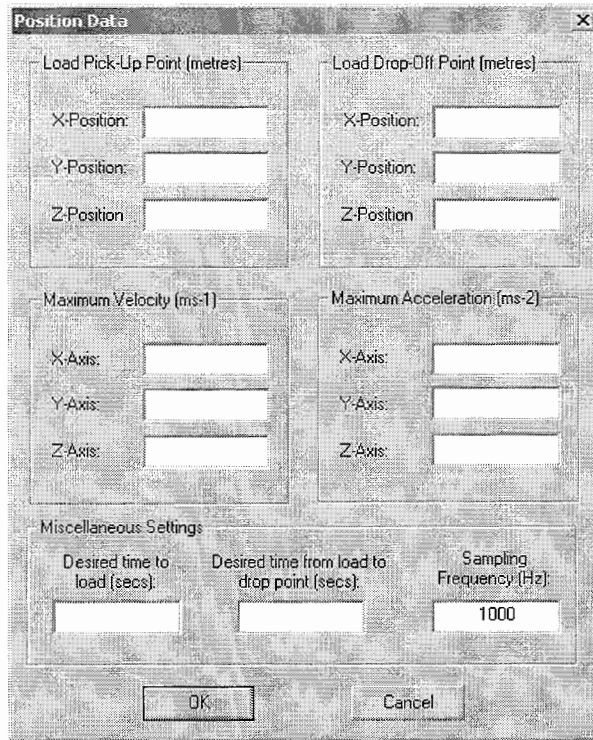 Position Data
Load Pick-Up Point (metres)
X-Position:
Y-Position:
Z-Position
Load Drop-Off Point (metres)
X-Position:
Y-Position:
Z-Position
Maximum Velocity (ms-1)
X-Axis:
Y-Axis:
Z-Axis:
Maximum Acceleration (ms-2)
X-Axis:
Y-Axis:
Z-Axis:
Miscellaneous Settings
Desired time to
load (secs):
Desired time from load to
drop point (secs):
Sampling
Frequency (Hz):
1000
OK
Cancel